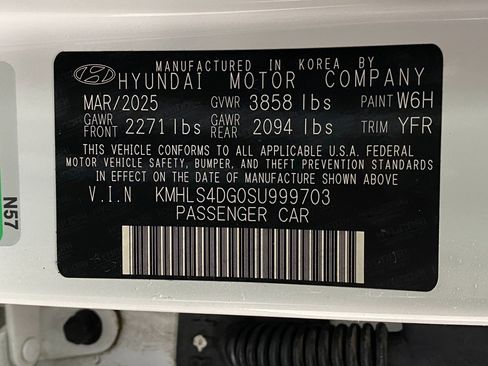 MANUFACTURED IN KOREA BY
HYUNDAI MOTOR COMPANY
MAR/2025 GVWR 3858 lbs PAINT W6H
GAWR FRONT 2271 lbs GAWR REAR 2094 lbs TRIM YFR
THIS VEHICLE CONFORMS TO ALL APPLICABLE U.S.A. FEDERAL
MOTOR VEHICLE SAFETY, BUMPER, AND THEFT PREVENTION STANDARDS
IN EFFECT ON THE DATE OF MANUFACTURE SHOWN ABOVE
V.I.N KMHLS4DG0SU999703
PASSENGER CAR
N57